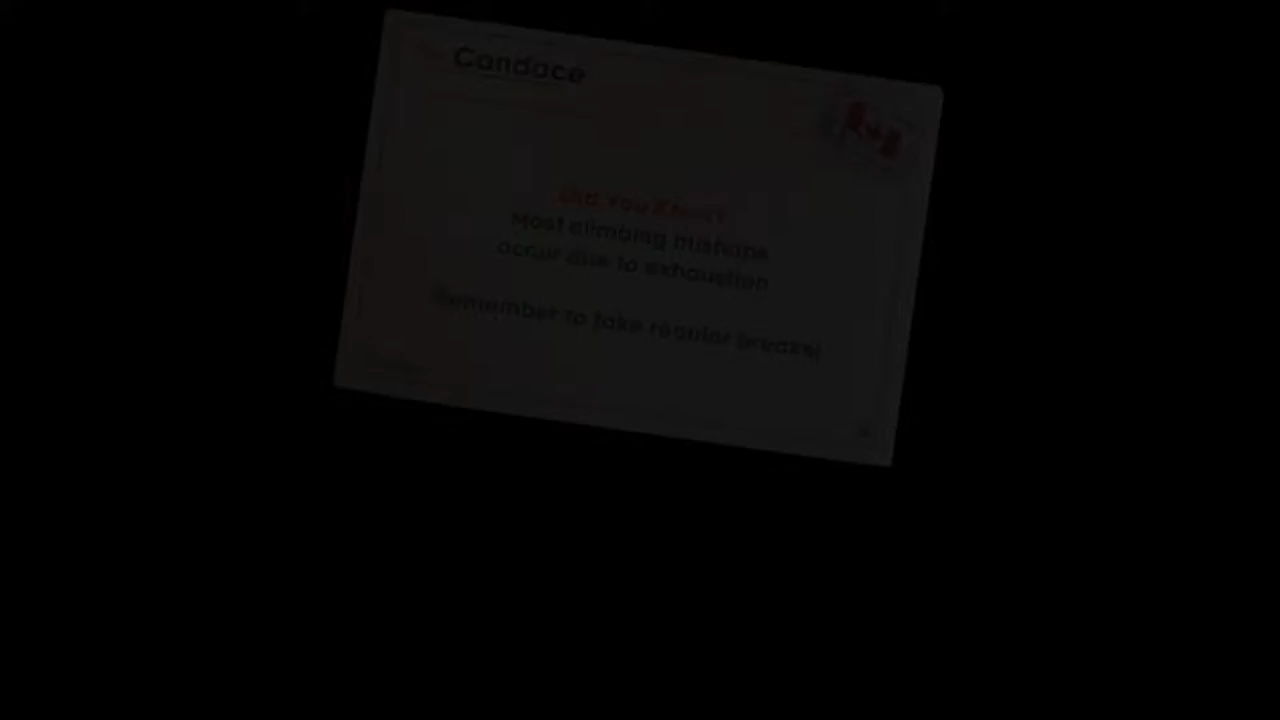 Candace
Did You Know?
Most climbing mishaps
occur due to exhaustion
Remember to take regular breaks!